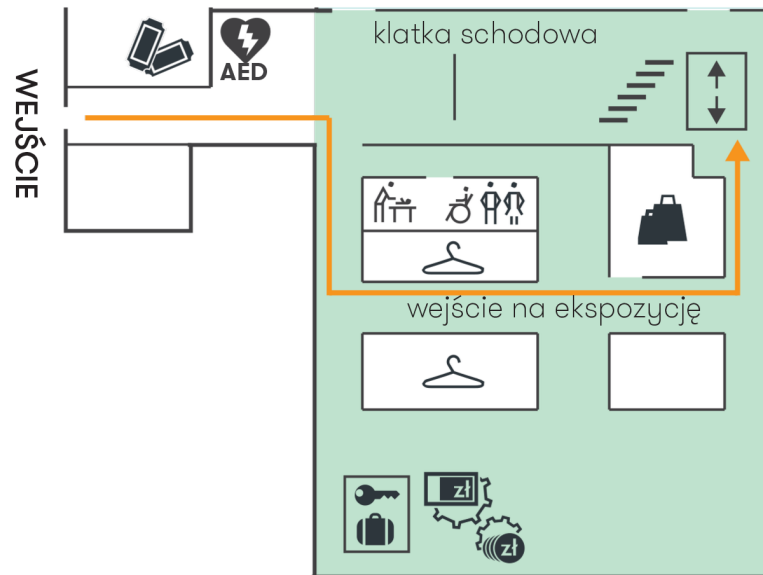 klatka schodowa
AED
WEJŚCIE
wejście na ekspozycję
zł
zł